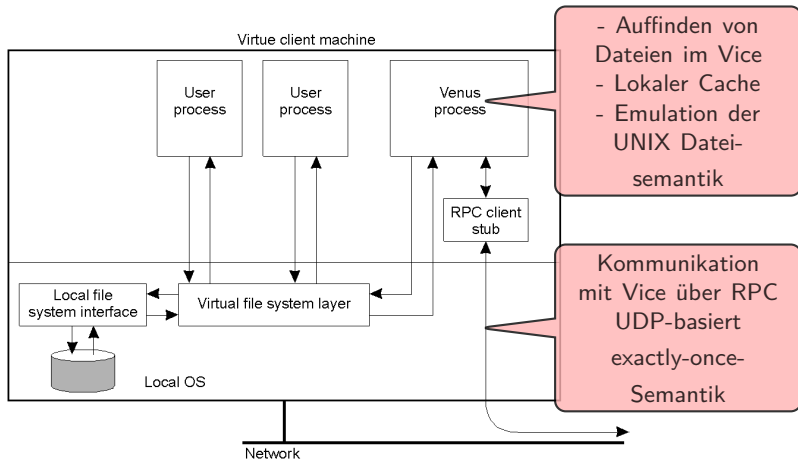 Virtue client machine
User
process
User
process
Venus
process
RPC client
stub
Local file
system interface
Virtual file system layer
Local OS
Network
- Auffinden von
Dateien im Vice
- Lokaler Cache
- Emulation der
UNIX Datei-
semantik
Kommunikation
mit Vice über RPC
UDP-basiert
exactly-once-
Semantik